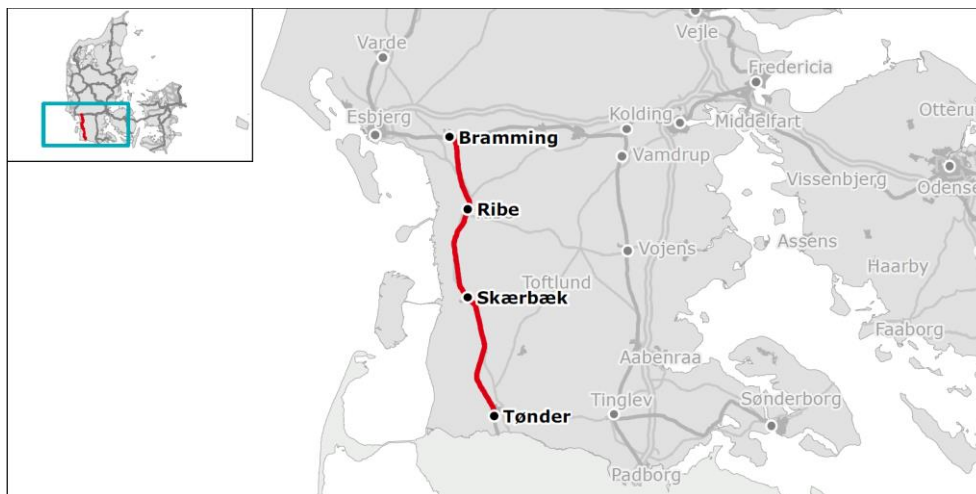 Varde
Vejle
Fredericia
Esbjerg
Kolding
Middelfart
Otteru
Bramming
Vamdrup
Vissenbjerg
Odense
Ribe
Vojens
Assens
Toftlund
Haarby
Skærbæk
Faaborg
Aabenraa
Tinglev
Sønderborg
Tønder
Padborg